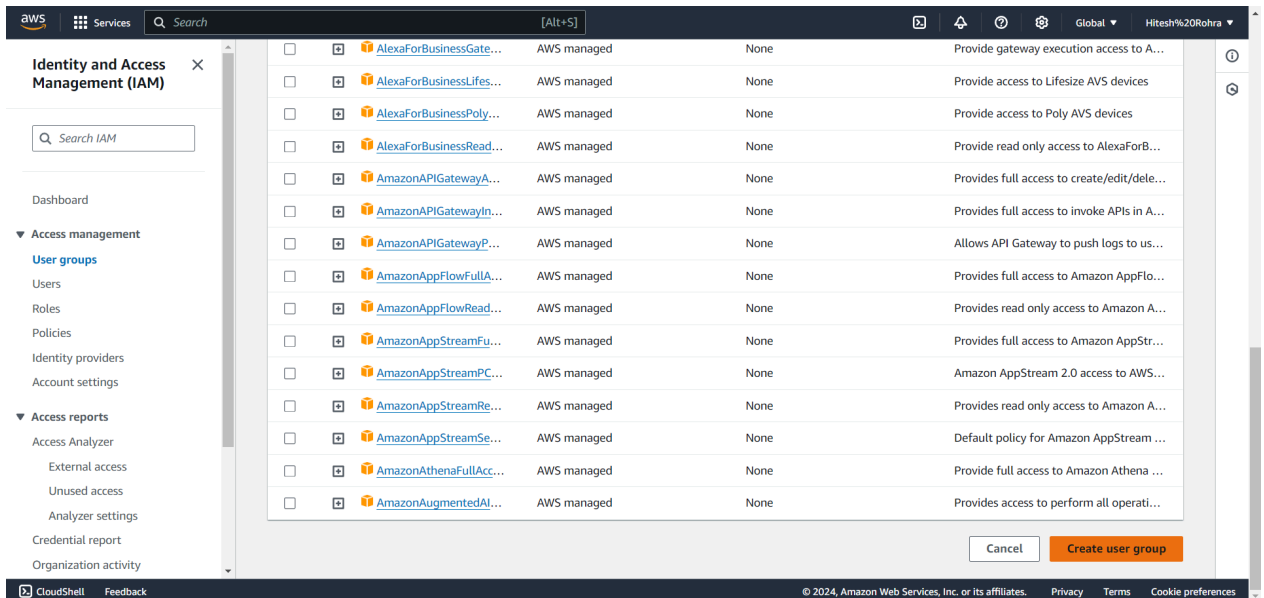 aws Services Search [Alt+S] Global Hitesh%20Rohra
Identity and Access
Management (IAM)
Search IAM
Dashboard
Access management
User groups
Users
Roles
Policies
Identity providers
Account settings
Access reports
Access Analyzer
External access
Unused access
Analyzer settings
Credential report
Organization activity
AlexaForBusinessGate... AWS managed None Provide gateway execution access to A...
AlexaForBusinessLifes... AWS managed None Provide access to Lifesize AVS devices
AlexaForBusinessPoly... AWS managed None Provide access to Poly AVS devices
AlexaForBusinessRead... AWS managed None Provide read only access to AlexaForB...
AmazonAPIGatewayA... AWS managed None Provides full access to create/edit/dele...
AmazonAPIGatewayIn... AWS managed None Provides full access to invoke APIs in A...
AmazonAPIGatewayP... AWS managed None Allows API Gateway to push logs to us...
AmazonAppFlowFullA... AWS managed None Provides full access to Amazon AppFlo...
AmazonAppFlowRead... AWS managed None Provides read only access to Amazon A...
AmazonAppStreamFu... AWS managed None Provides full access to Amazon AppStr...
AmazonAppStreamPC... AWS managed None Amazon AppStream 2.0 access to AWS...
AmazonAppStreamRe... AWS managed None Provides read only access to Amazon A...
AmazonAppStreamSe... AWS managed None Default policy for Amazon AppStream ...
AmazonAthenaFullAcc... AWS managed None Provide full access to Amazon Athena ...
AmazonAugmentedAI... AWS managed None Provides access to perform all operati...
Cancel Create user group
CloudShell Feedback © 2024, Amazon Web Services, Inc. or its affiliates. Privacy Terms Cookie preferences